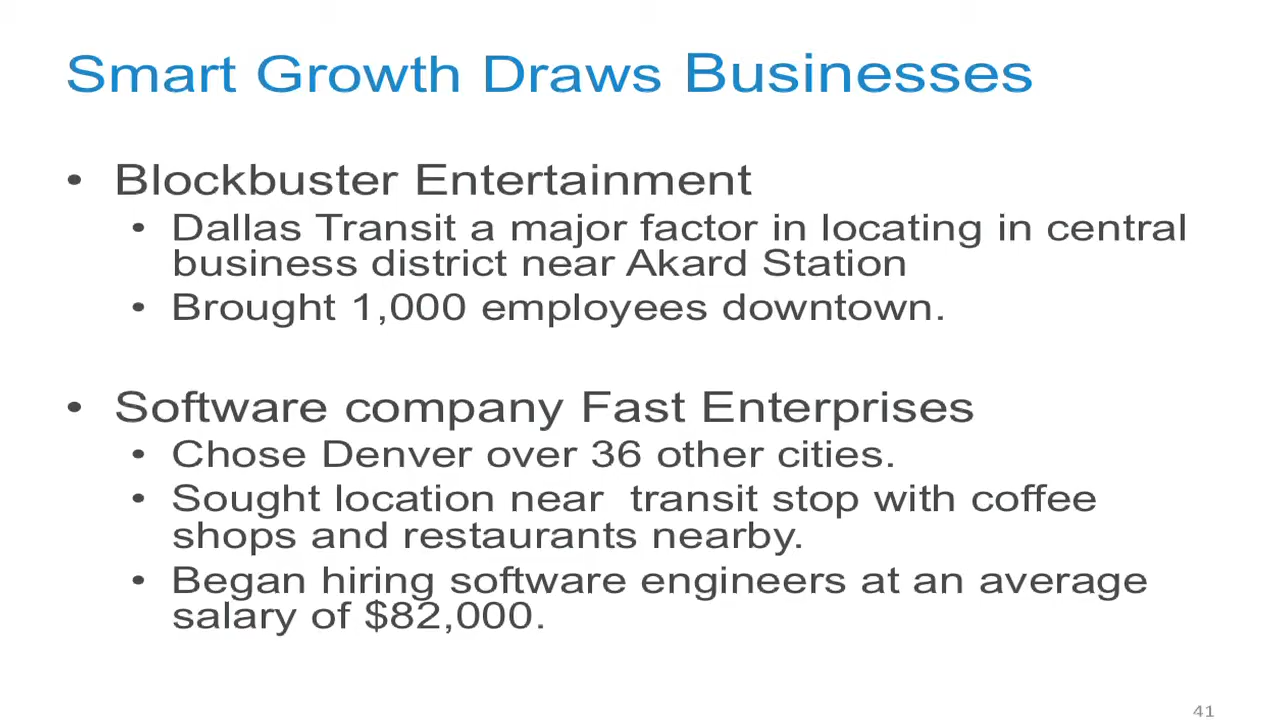 Smart Growth Draws Businesses
• Blockbuster Entertainment
• Dallas Transit a major factor in locating in central
business district near Akard Station
• Brought 1,000 employees downtown.
• Software company Fast Enterprises
• Chose Denver over 36 other cities.
• Sought location near  transit stop with coffee
shops and restaurants nearby.
• Began hiring software engineers at an average
salary of $82,000.
41